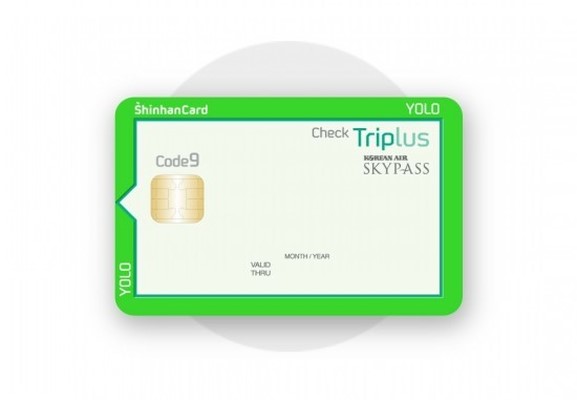 ShinhanCard
YOLO
Check Triplus
KOREAN AIR
SKYPASS
Code9
MONTH / YEAR
VALID
THRU
YOLO